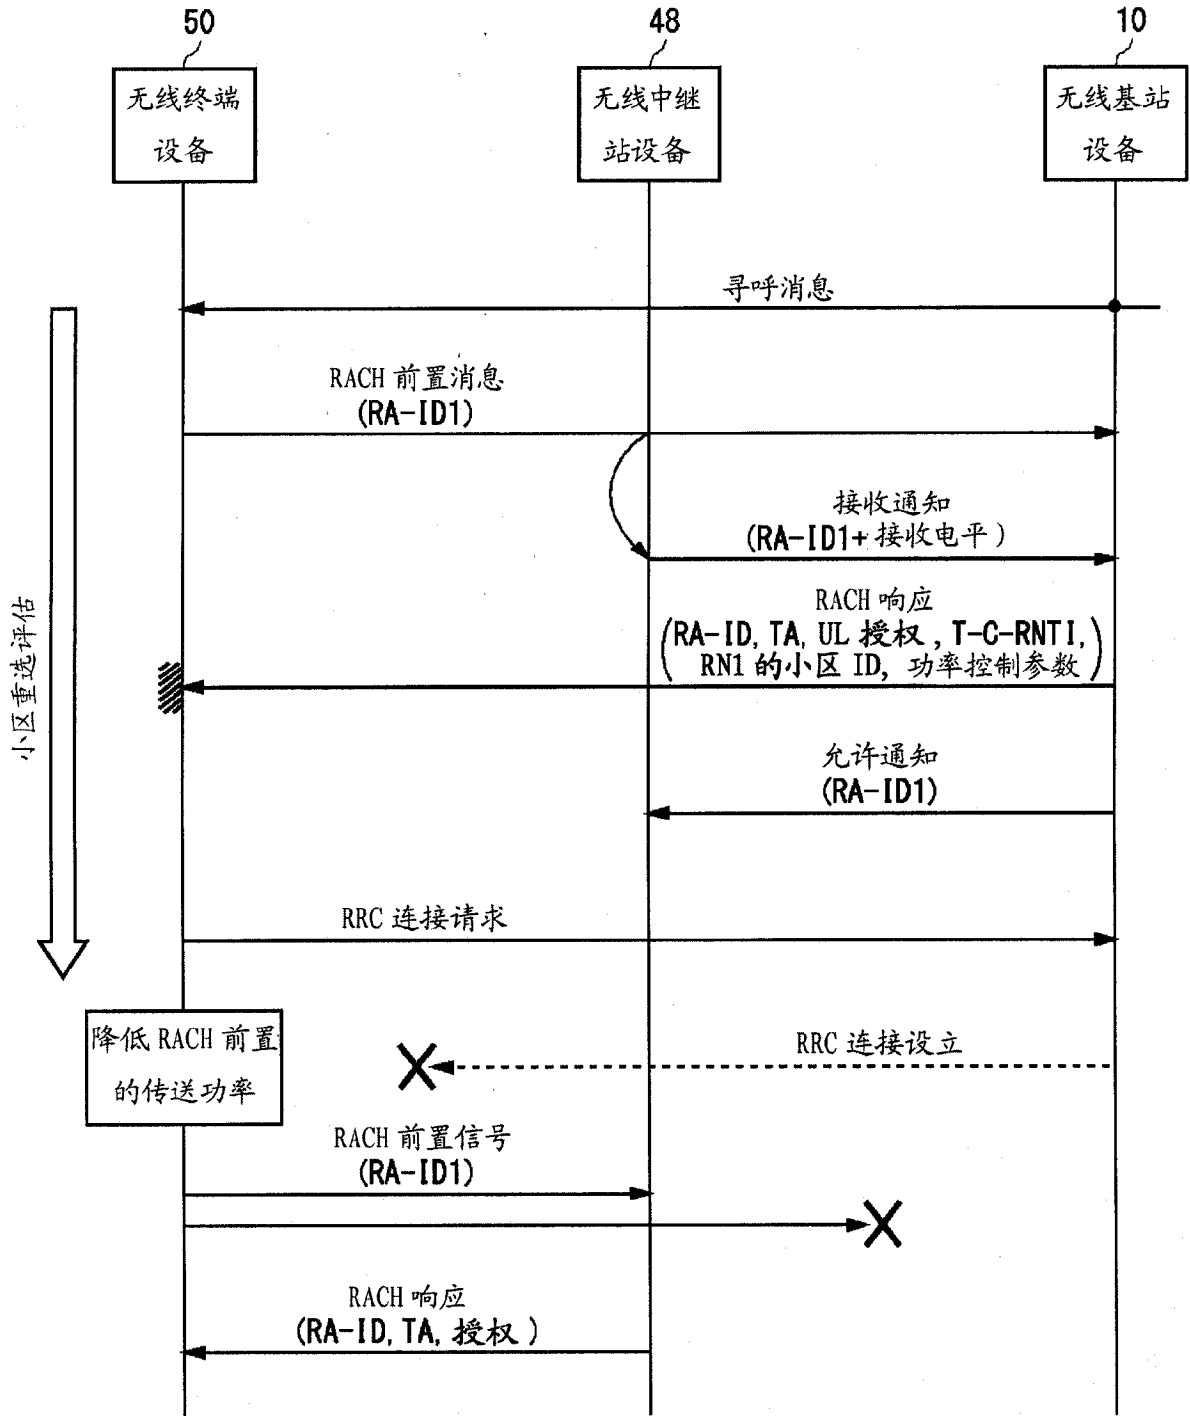 50
48
10
无线终端
设备
无线中继
站设备
无线基站
设备
寻呼消息
RACH 前置消息
(RA-ID1)
接收通知
(RA-ID1+接收电平)
RACH 响应
(RA-ID, TA, UL 授权, T-C-RNTI,
RN1 的小区 ID, 功率控制参数)
小区重选评估
允许通知
(RA-ID1)
RRC 连接请求
降低 RACH 前置
的传送功率
RRC 连接设立
RACH 前置信号
(RA-ID1)
RACH 响应
(RA-ID, TA, 授权)